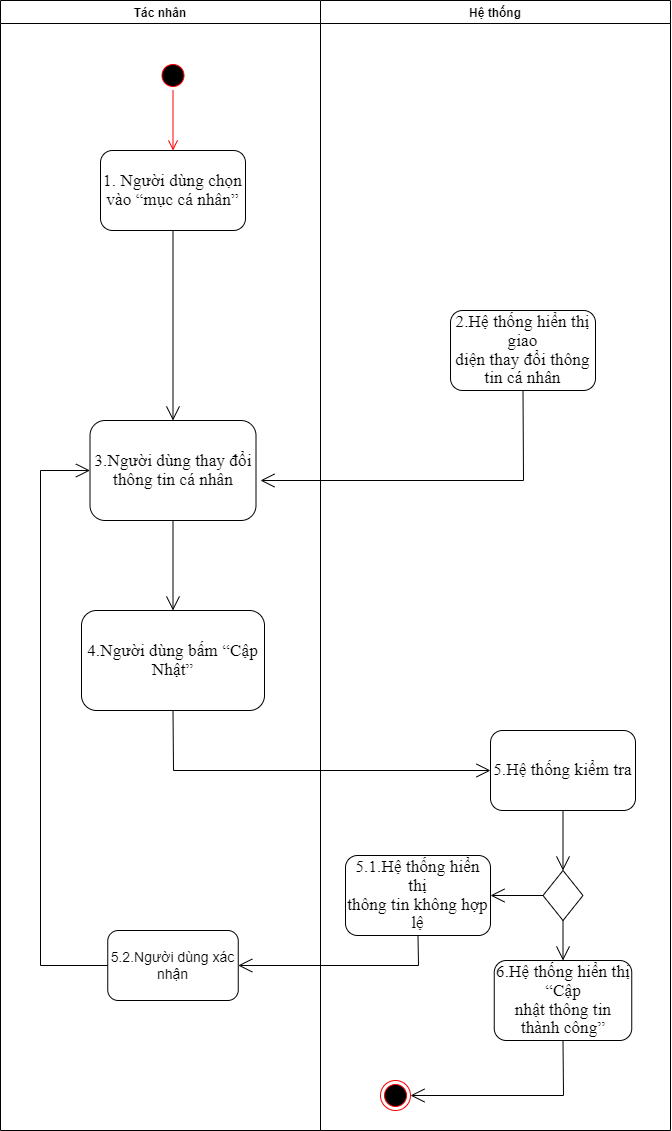 Tác nhân
Hệ thống
1. Người dùng chọn
vào “mục cá nhân”
2.Hệ thống hiển thị
giao
diện thay đổi thông
tin cá nhân
3.Người dùng thay đổi
thông tin cá nhân
4.Người dùng bấm “Cập
Nhật”
5.Hệ thống kiểm tra
5.1.Hệ thống hiển
thị
thông tin không hợp
lệ
5.2.Người dùng xác
nhận
6.Hệ thống hiển thị
“Cập
nhật thông tin
thành công”